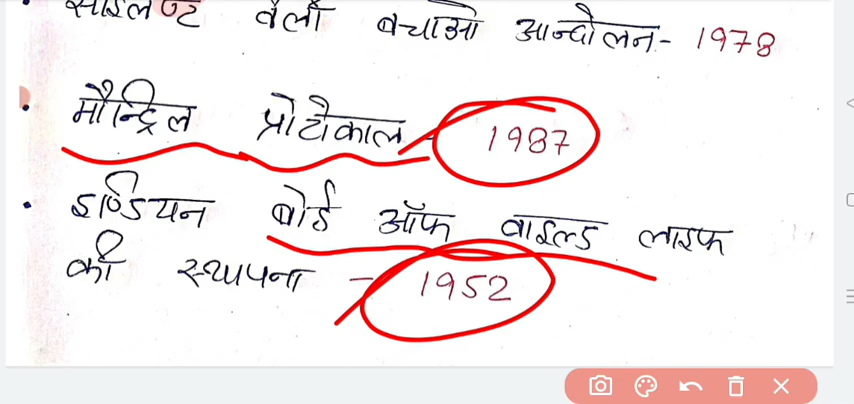 साइलेण्ट वैली बचाओ आन्दोलन- 1978
• मौन्ट्रिल प्रोटोकाल - 1987
• इण्डियन बोर्ड ऑफ वाइल्ड लाइफ
की स्थापना - 1952